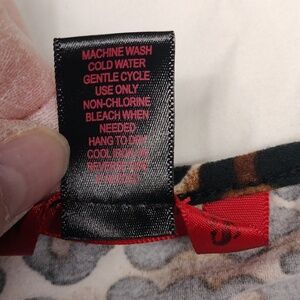 MACHINE WASH
COLD WATER
GENTLE CYCLE
USE ONLY
NON-CHLORINE
BLEACH WHEN
NEEDED
HANG TO DRY
COOL IRON